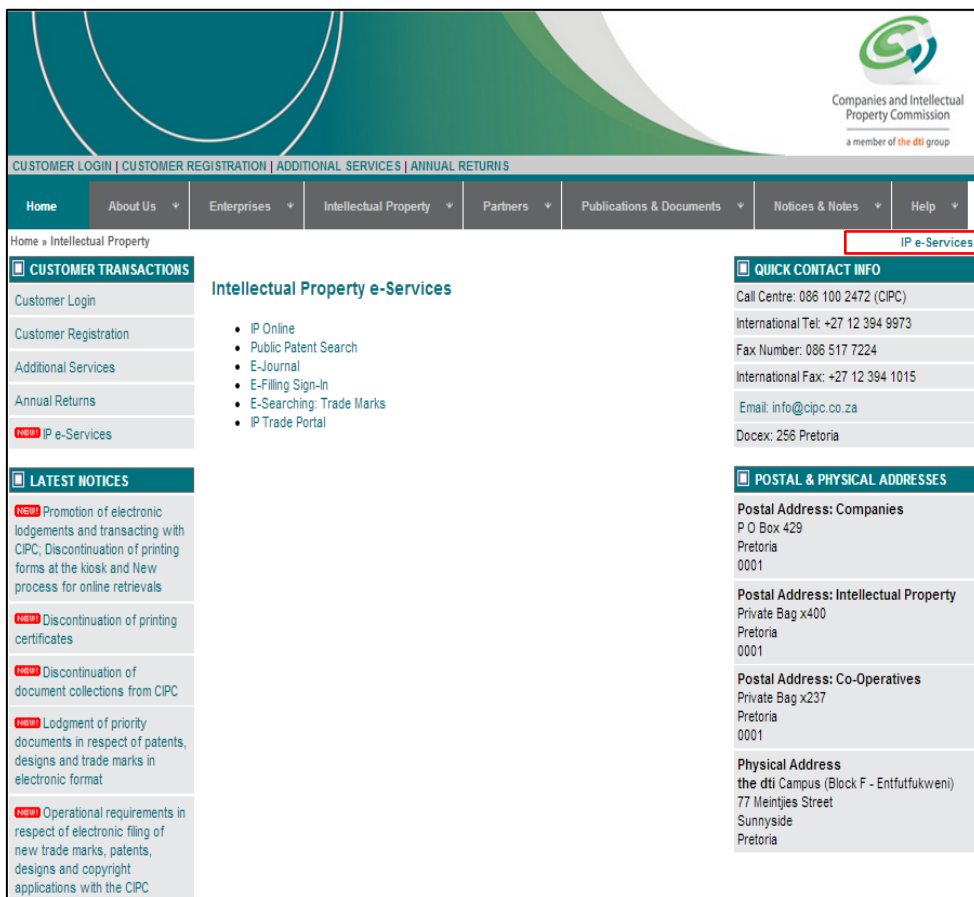 Companies and Intellectual
Property Commission
a member of the dti group
CUSTOMER LOGIN | CUSTOMER REGISTRATION | ADDITIONAL SERVICES | ANNUAL RETURNS
Home
About Us
Enterprises
Intellectual Property
Partners
Publications & Documents
Notices & Notes
Help
Home » Intellectual Property
IP e-Services
CUSTOMER TRANSACTIONS
Customer Login
Customer Registration
Additional Services
Annual Returns
NEW! IP e-Services
LATEST NOTICES
NEW! Promotion of electronic
lodgements and transacting with
CIPC; Discontinuation of printing
forms at the kiosk and New
process for online retrievals
NEW! Discontinuation of printing
certificates
NEW! Discontinuation of
document collections from CIPC
NEW! Lodgment of priority
documents in respect of patents,
designs and trade marks in
electronic format
NEW! Operational requirements in
respect of electronic filing of
new trade marks, patents,
designs and copyright
applications with the CIPC
Intellectual Property e-Services
IP Online
Public Patent Search
E-Journal
E-Filling Sign-In
E-Searching: Trade Marks
IP Trade Portal
QUICK CONTACT INFO
Call Centre: 086 100 2472 (CIPC)
International Tel: +27 12 394 9973
Fax Number: 086 517 7224
International Fax: +27 12 394 1015
Email: info@cipc.co.za
Docex: 256 Pretoria
POSTAL & PHYSICAL ADDRESSES
Postal Address: Companies
P O Box 429
Pretoria
0001
Postal Address: Intellectual Property
Private Bag x400
Pretoria
0001
Postal Address: Co-Operatives
Private Bag x237
Pretoria
0001
Physical Address
the dti Campus (Block F - Entfutfukweni)
77 Meintjies Street
Sunnyside
Pretoria